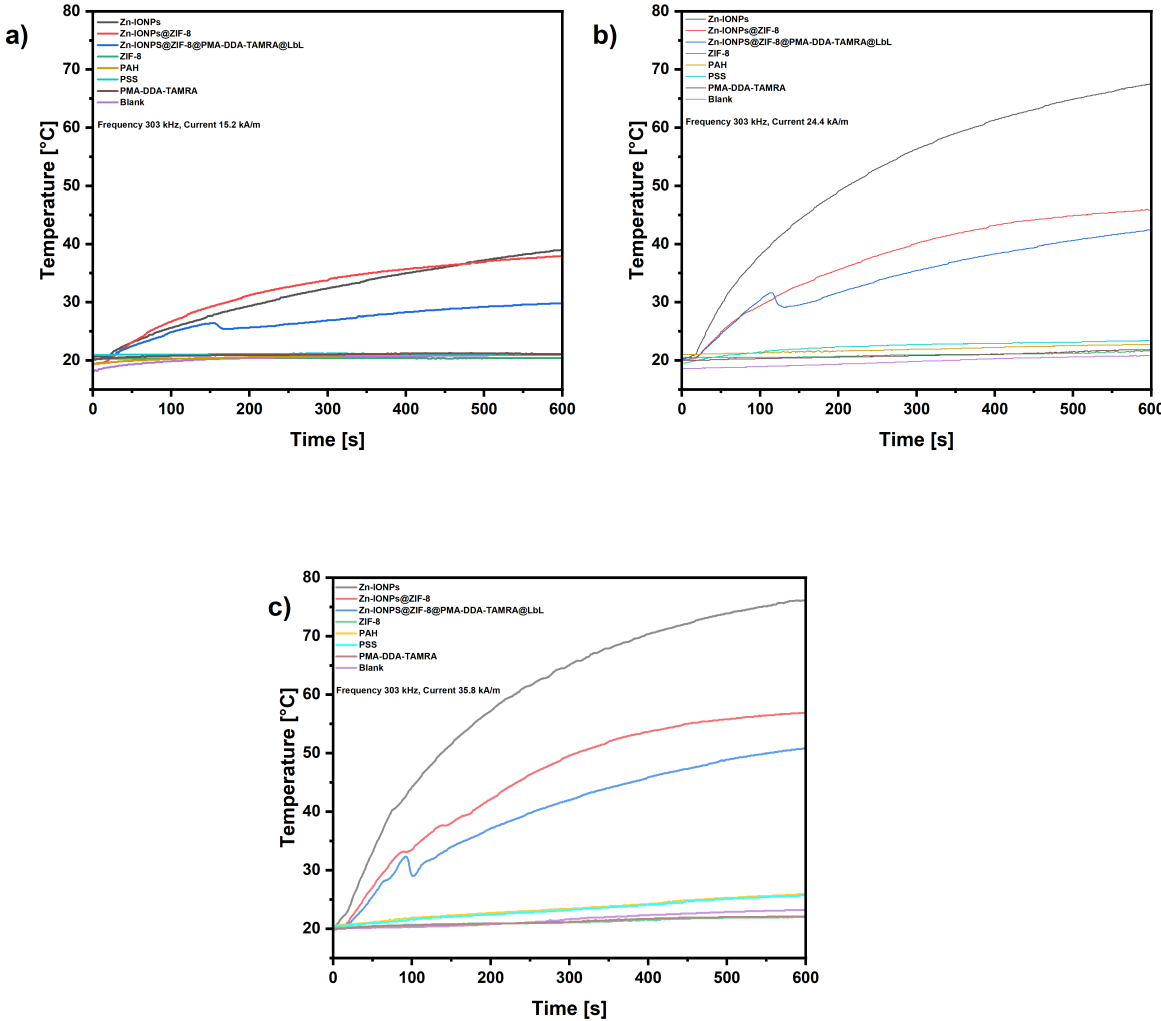 a)
80
70
60
50
40
30
20
Temperature [°C]
Zn-IONPs
Zn-IONPs@ZIF-8
Zn-IONPS@ZIF-8@PMA-DDA-TAMRA@LbL
ZIF-8
PAH
PSS
PMA-DDA-TAMRA
Blank
Frequency 303 kHz, Current 15.2 kA/m
0 100 200 300 400 500 600
Time [s]
b)
80
70
60
50
40
30
20
Temperature [°C]
Zn-IONPs
Zn-IONPs@ZIF-8
Zn-IONPS@ZIF-8@PMA-DDA-TAMRA@LbL
ZIF-8
PAH
PSS
PMA-DDA-TAMRA
Blank
Frequency 303 kHz, Current 24.4 kA/m
0 100 200 300 400 500 600
Time [s]
c)
80
70
60
50
40
30
20
Temperature [°C]
Zn-IONPs
Zn-IONPs@ZIF-8
Zn-IONPS@ZIF-8@PMA-DDA-TAMRA@LbL
ZIF-8
PAH
PSS
PMA-DDA-TAMRA
Blank
Frequency 303 kHz, Current 35.8 kA/m
0 100 200 300 400 500 600
Time [s]